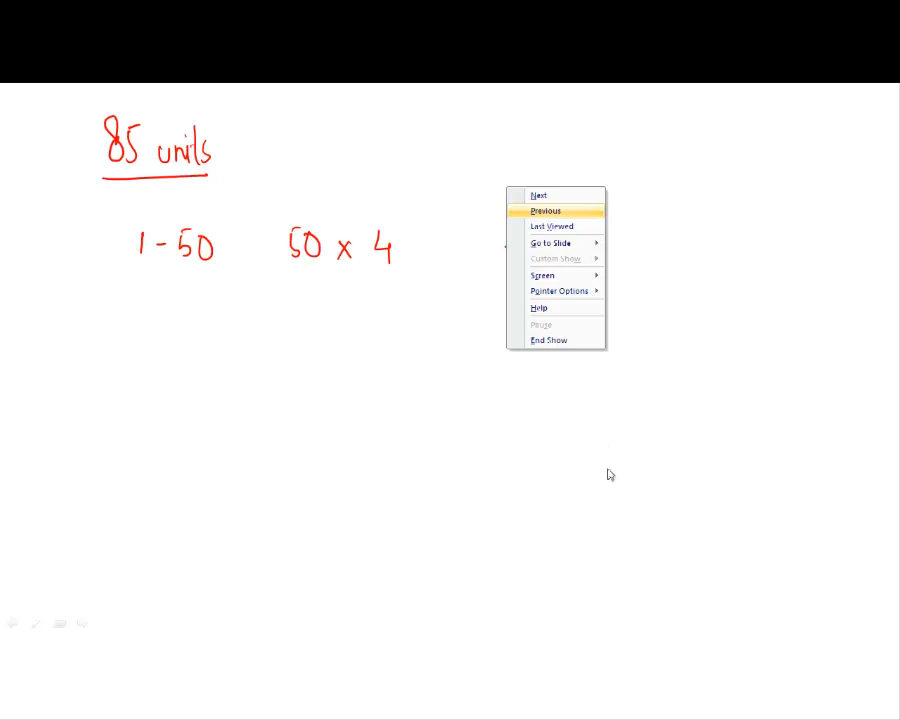 85 units
1 - 50 50 x 4
Next
Previous
Last Viewed
Go to Slide
Custom Show
Screen
Pointer Options
Help
Pause
End Show